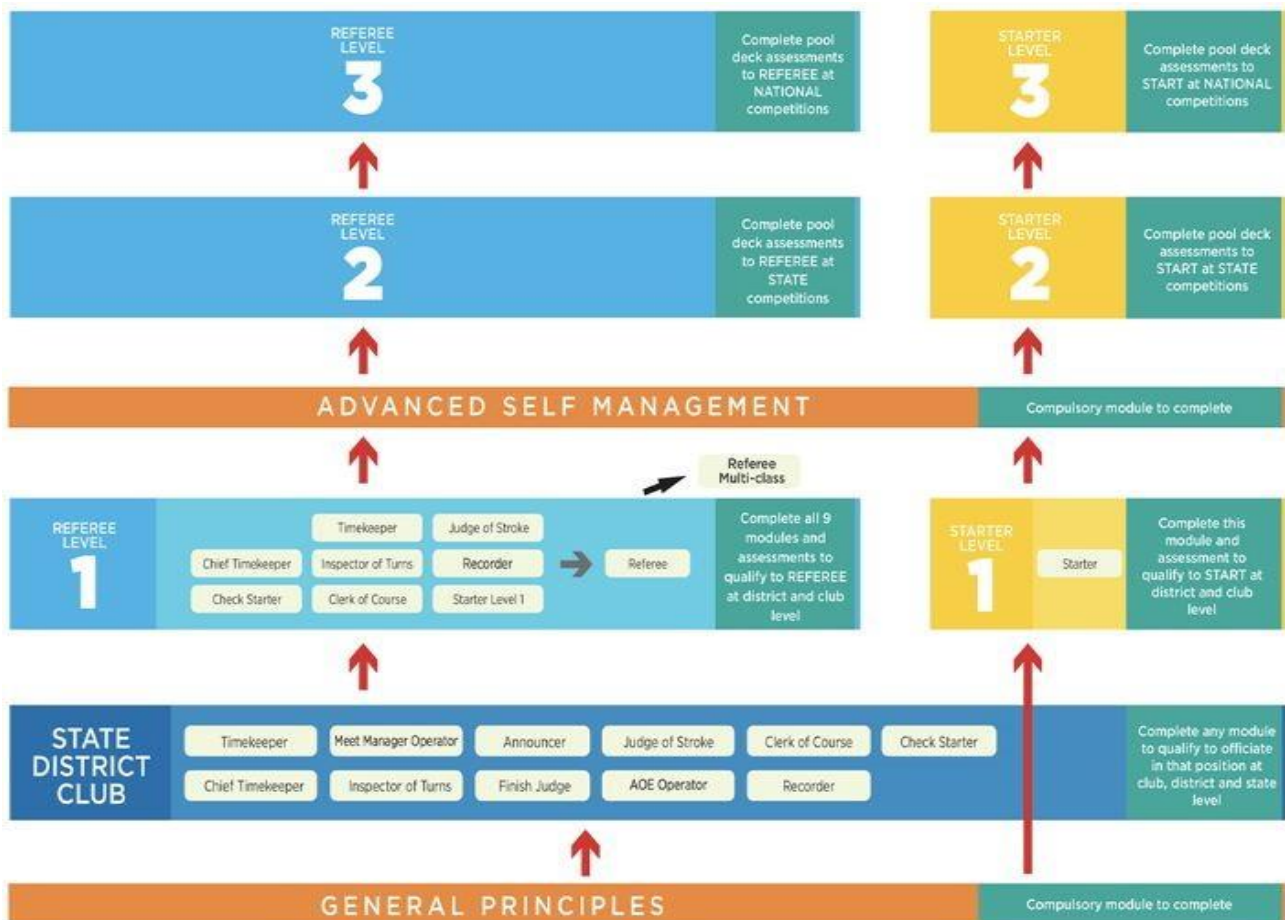 REFEREE
LEVEL
3
Complete pool
deck assessments
to REFEREE at
NATIONAL
competitions
STARTER
LEVEL
3
Complete pool deck
assessments to
START at NATIONAL
competitions
REFEREE
LEVEL
2
Complete pool
deck assessments
to REFEREE at
STATE
competitions
STARTER
LEVEL
2
Complete pool deck
assessments to
START at STATE
competitions
ADVANCED SELF MANAGEMENT
Compulsory module to complete
Referee
Multi-class
REFEREE
LEVEL
1
Timekeeper
Judge of Stroke
Chief Timekeeper
Inspector of Turns
Recorder
Referee
Check Starter
Clerk of Course
Starter Level 1
Complete all 9
modules and
assessments to
qualify to REFEREE
at district and club
level
STARTER
LEVEL
1
Starter
Complete this
module and
assessment to
qualify to START at
district and club
level
STATE
DISTRICT
CLUB
Timekeeper
Meet Manager Operator
Announcer
Judge of Stroke
Clerk of Course
Check Starter
Chief Timekeeper
Inspector of Turns
Finish Judge
AOE Operator
Recorder
Complete any module
to qualify to officiate
in that position at
club, district and state
level
GENERAL PRINCIPLES
Compulsory module to complete